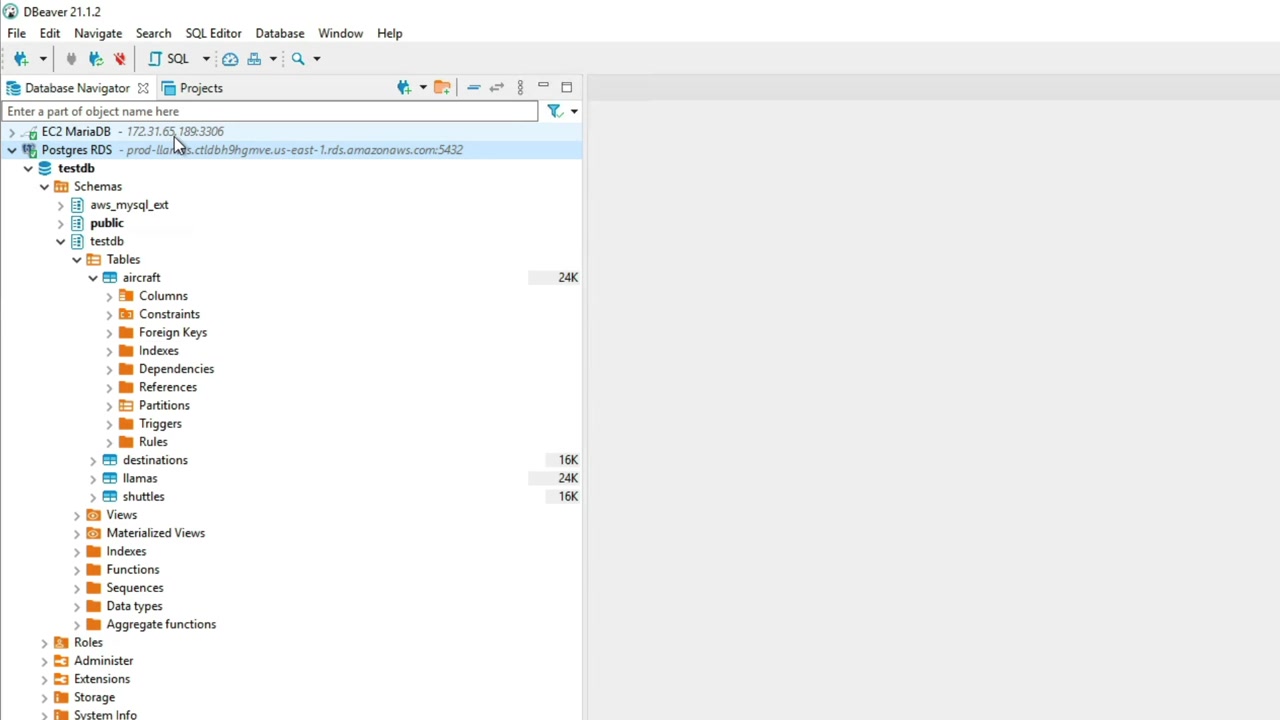 DBeaver 21.1.2
File Edit Navigate Search SQL Editor Database Window Help
SQL
Database Navigator Projects
Enter a part of object name here
EC2 MariaDB - 172.31.65.189:3306
Postgres RDS - .ctldbh9hgmve.us-east-1.rds.amazonaws.com:5432
testdb
Schemas
aws_mysql_ext
public
testdb
Tables
aircraft 24K
Columns
Constraints
Foreign Keys
Indexes
Dependencies
References
Partitions
Triggers
Rules
destinations 16K
llamas 24K
shuttles 16K
Views
Materialized Views
Indexes
Functions
Sequences
Data types
Aggregate functions
Roles
Administer
Extensions
Storage
System Info